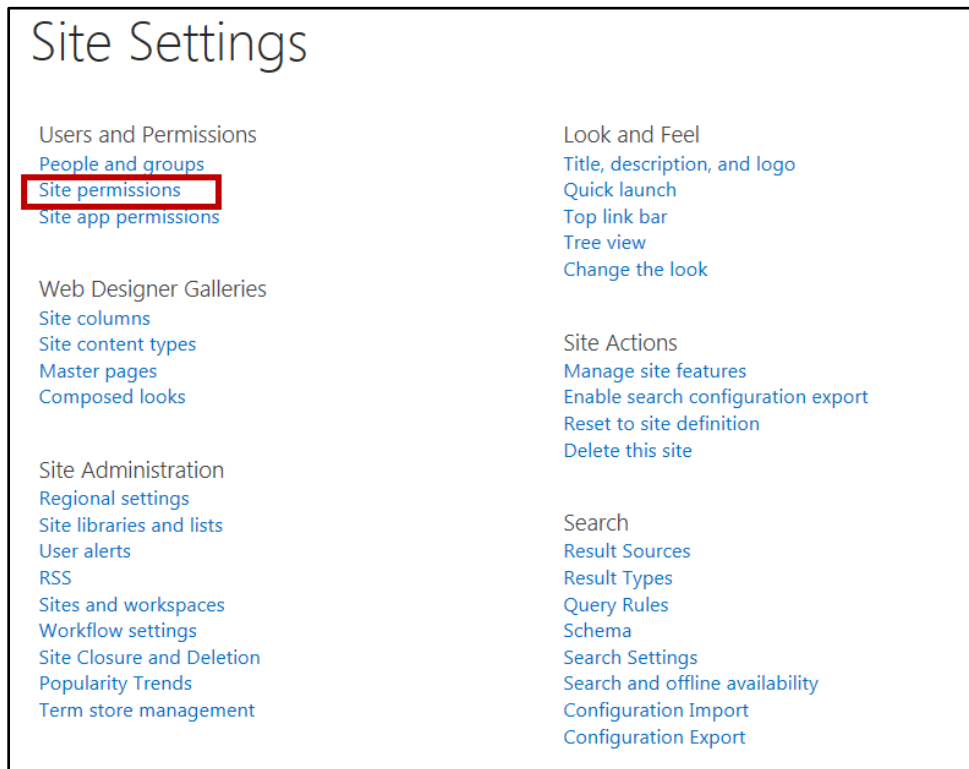 Site Settings
Users and Permissions
People and groups
Site permissions
Site app permissions
Web Designer Galleries
Site columns
Site content types
Master pages
Composed looks
Site Administration
Regional settings
Site libraries and lists
User alerts
RSS
Sites and workspaces
Workflow settings
Site Closure and Deletion
Popularity Trends
Term store management
Look and Feel
Title, description, and logo
Quick launch
Top link bar
Tree view
Change the look
Site Actions
Manage site features
Enable search configuration export
Reset to site definition
Delete this site
Search
Result Sources
Result Types
Query Rules
Schema
Search Settings
Search and offline availability
Configuration Import
Configuration Export